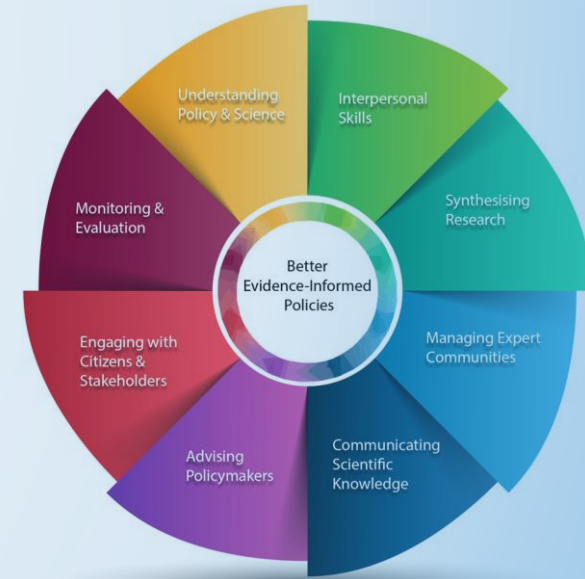 Understanding
Policy & Science
Interpersonal
Skills
Synthesising
Research
Managing Expert
Communities
Communicating
Scientific
Knowledge
Advising
Policymakers
Engaging with
Citizens &
Stakeholders
Monitoring &
Evaluation
Better
Evidence-Informed
Policies